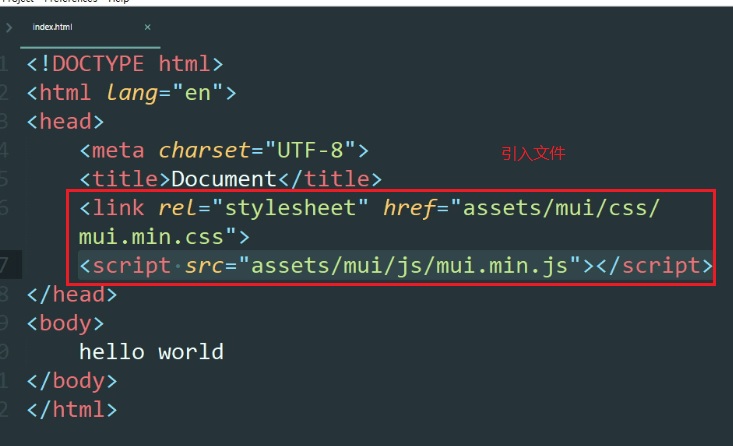 Project Preferences Help
index.html ×
1 <!DOCTYPE html>
2 <html lang="en">
3 <head>
4 <meta charset="UTF-8"> 引入文件
5 <title>Document</title>
6 <link rel="stylesheet" href="assets/mui/css/
mui.min.css">
7 <script src="assets/mui/js/mui.min.js"></script>
8 </head>
9 <body>
0 hello world
1 </body>
2 </html>